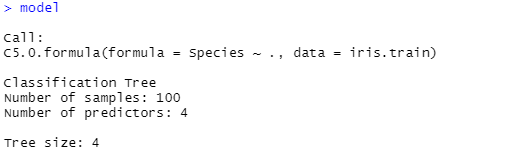 > model
Call:
C5.0.formula(formula = Species ~ ., data = iris.train)
Classification Tree
Number of samples: 100
Number of predictors: 4
Tree size: 4